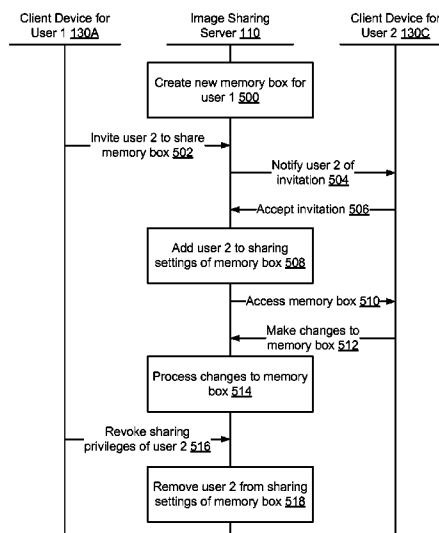 Client Device for
User 1 130A
Image Sharing
Server 110
Client Device for
User 2 130C
Create new memory box for
user 1 500
Invite user 2 to share
memory box 502
Notify user 2 of
invitation 504
Accept invitation 506
Add user 2 to sharing
settings of memory box 508
Access memory box 510
Make changes to
memory box 512
Process changes to memory
box 514
Revoke sharing
privileges of user 2 516
Remove user 2 from sharing
settings of memory box 518